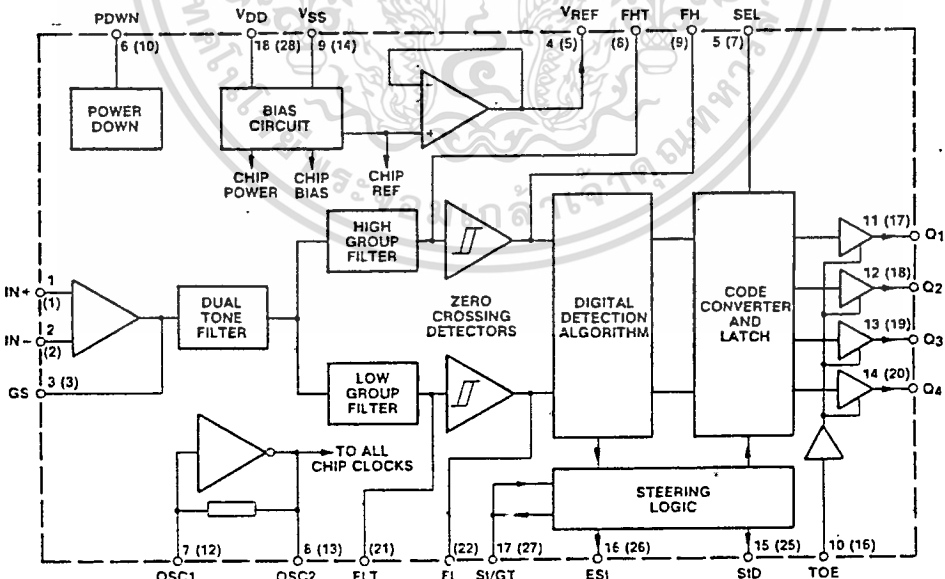 PDWN
VDD
VSS
VREF
FHT
FH
SEL
6 (10)
18 (28)
9 (14)
4 (5)
(8)
(9)
5 (7)
POWER DOWN
BIAS CIRCUIT
CHIP POWER
CHIP BIAS
CHIP REF
-
+
HIGH GROUP FILTER
IN+
1
(1)
2
IN-
(2)
GS
3 (3)
DUAL TONE FILTER
ZERO CROSSING DETECTORS
DIGITAL DETECTION ALGORITHM
CODE CONVERTER AND LATCH
11 (17)
Q1
12 (18)
Q2
13 (19)
Q3
14 (20)
Q4
LOW GROUP FILTER
TO ALL CHIP CLOCKS
STEERING LOGIC
7 (12)
8 (13)
(21)
(22)
17 (27)
16 (26)
15 (25)
10 (16)
OSC1
OSC2
FLT
FL
St/GT
ESt
StD
TOE